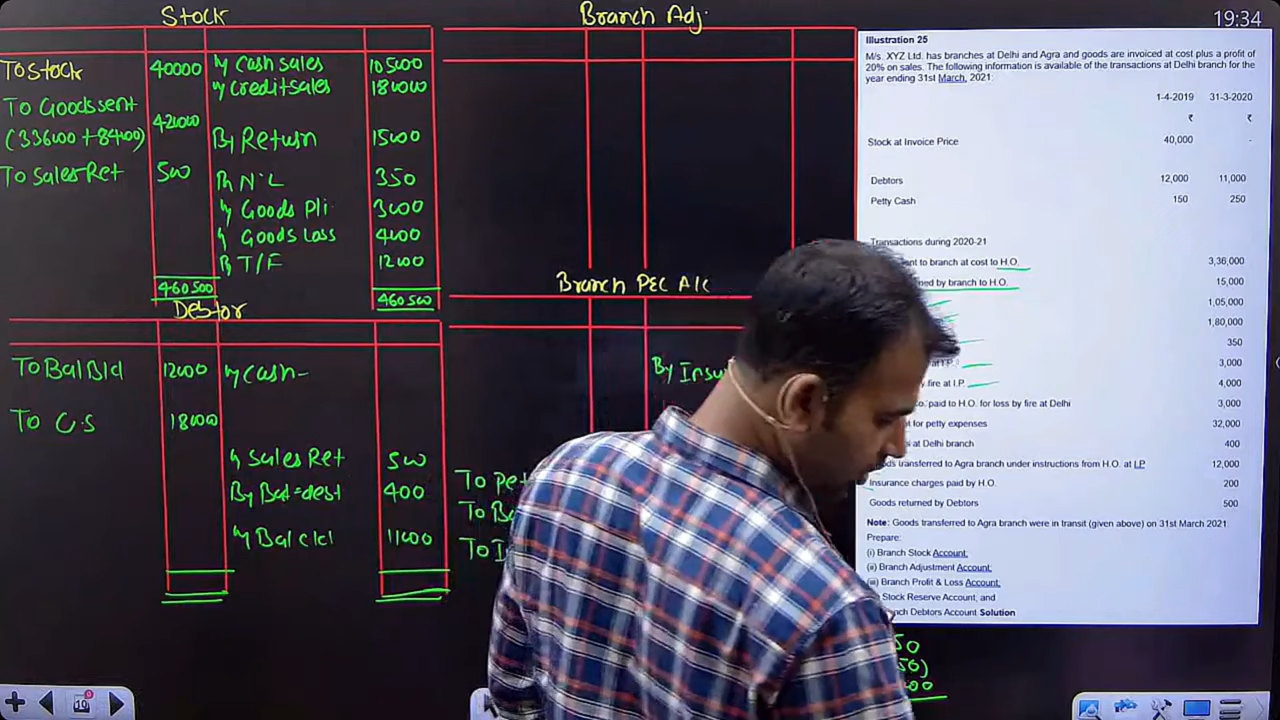 19:34
Stock
To stock 40000 By Cash sales 105000
By credit sales 180000
To Goods sent
(336000 + 84000) 420000
By Return 15000
To Sales Ret 500
By N.L 350
By Goods Pli 3000
By Goods Loss 4000
By T/F 12000
460500 460500
Debtor
To Bal B/d 12000 By Cash -
To C.S 18000
By Sales Ret 500
By Bad debt 400
By Bal c/d 11000
Branch Adj.
Branch P&L A/c
By Insu
To Pet
To Ba
To I
Illustration 25
M/s. XYZ Ltd. has branches at Delhi and Agra and goods are invoiced at cost plus a profit of
20% on sales. The following information is available of the transactions at Delhi branch for the
year ending 31st March, 2021:
1-4-2019 31-3-2020
₹ ₹
Stock at Invoice Price 40,000 -
Debtors 12,000 11,000
Petty Cash 150 250
Transactions during 2020-21
ent to branch at cost to H.O. 3,36,000
ned by branch to H.O. 15,000
1,05,000
1,80,000
350
at I.P. 3,000
y fire at I.P. 4,000
co. paid to H.O. for loss by fire at Delhi 3,000
t for petty expenses 32,000
s at Delhi branch 400
ds transferred to Agra branch under instructions from H.O. at I.P 12,000
Insurance charges paid by H.O. 200
Goods returned by Debtors 500
Note: Goods transferred to Agra branch were in transit (given above) on 31st March 2021.
Prepare:
(i) Branch Stock Account;
(ii) Branch Adjustment Account;
Branch Profit & Loss Account;
Stock Reserve Account; and
nch Debtors Account Solution
50
50)
00